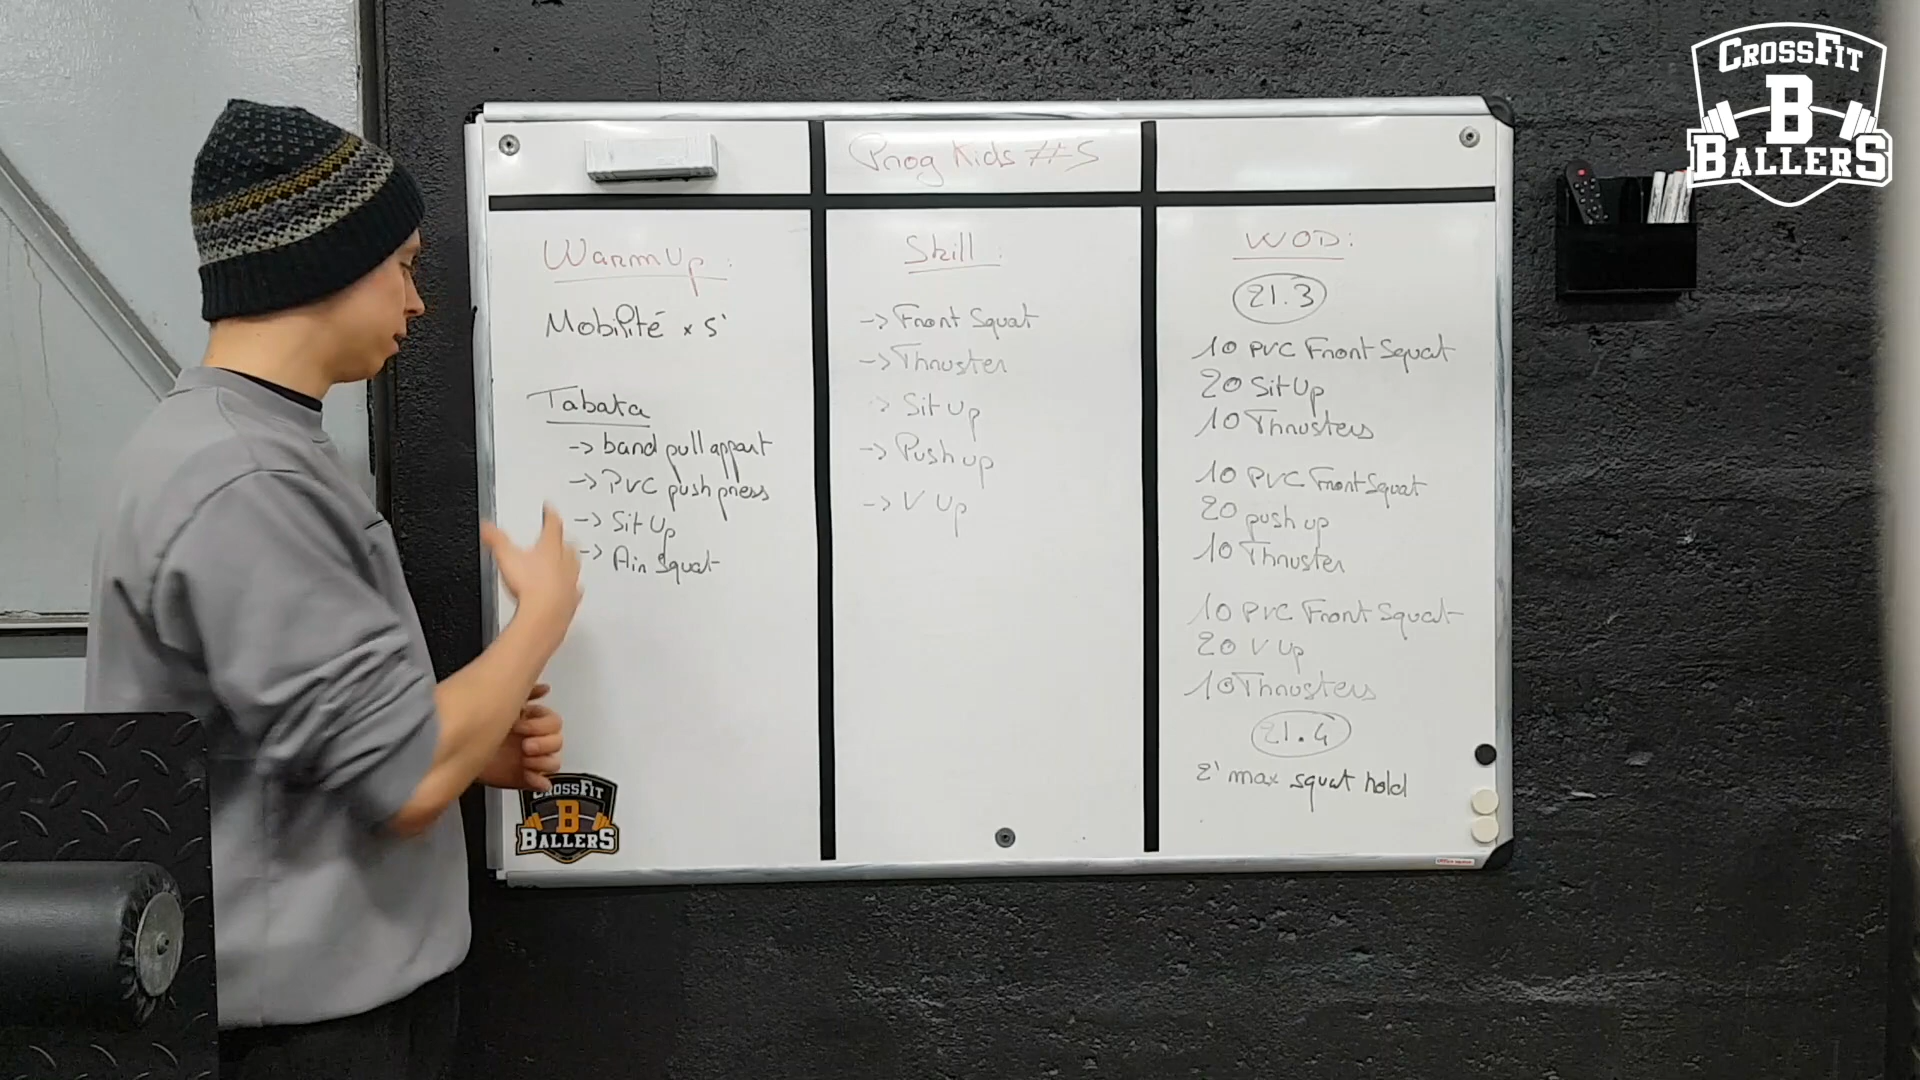 CROSSFIT
B
BALLERS
Prog Kids #5
Warm Up :
Mobilité x 5'
Tabata
-> band pull appart
-> PVC push press
-> Sit Up
-> Air Squat
CROSSFIT
B
BALLERS
Skill :
-> Front Squat
-> Thruster
-> Sit Up
-> Push up
-> V Up
WOD :
21.3
10 PVC Front Squat
20 Sit Up
10 Thrusters
10 PVC Front Squat
20 push up
10 Thruster
10 PVC Front Squat
20 V Up
10 Thrusters
21.4
2' max squat hold